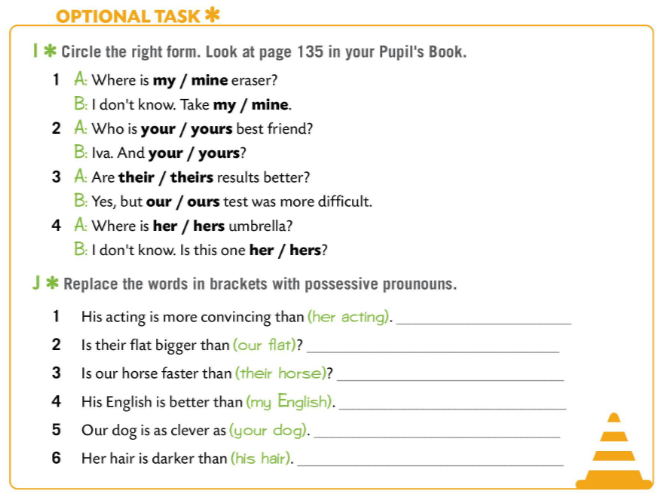 OPTIONAL TASK *
I * Circle the right form. Look at page 135 in your Pupil's Book.
1 A: Where is my / mine eraser?
B: I don't know. Take my / mine.
2 A: Who is your / yours best friend?
B: Iva. And your / yours?
3 A: Are their / theirs results better?
B: Yes, but our / ours test was more difficult.
4 A: Where is her / hers umbrella?
B: I don't know. Is this one her / hers?
J * Replace the words in brackets with possessive prounouns.
1 His acting is more convincing than (her acting). ____________________
2 Is their flat bigger than (our flat)? ____________________
3 Is our horse faster than (their horse)? ____________________
4 His English is better than (my English). ____________________
5 Our dog is as clever as (your dog). ____________________
6 Her hair is darker than (his hair). ____________________